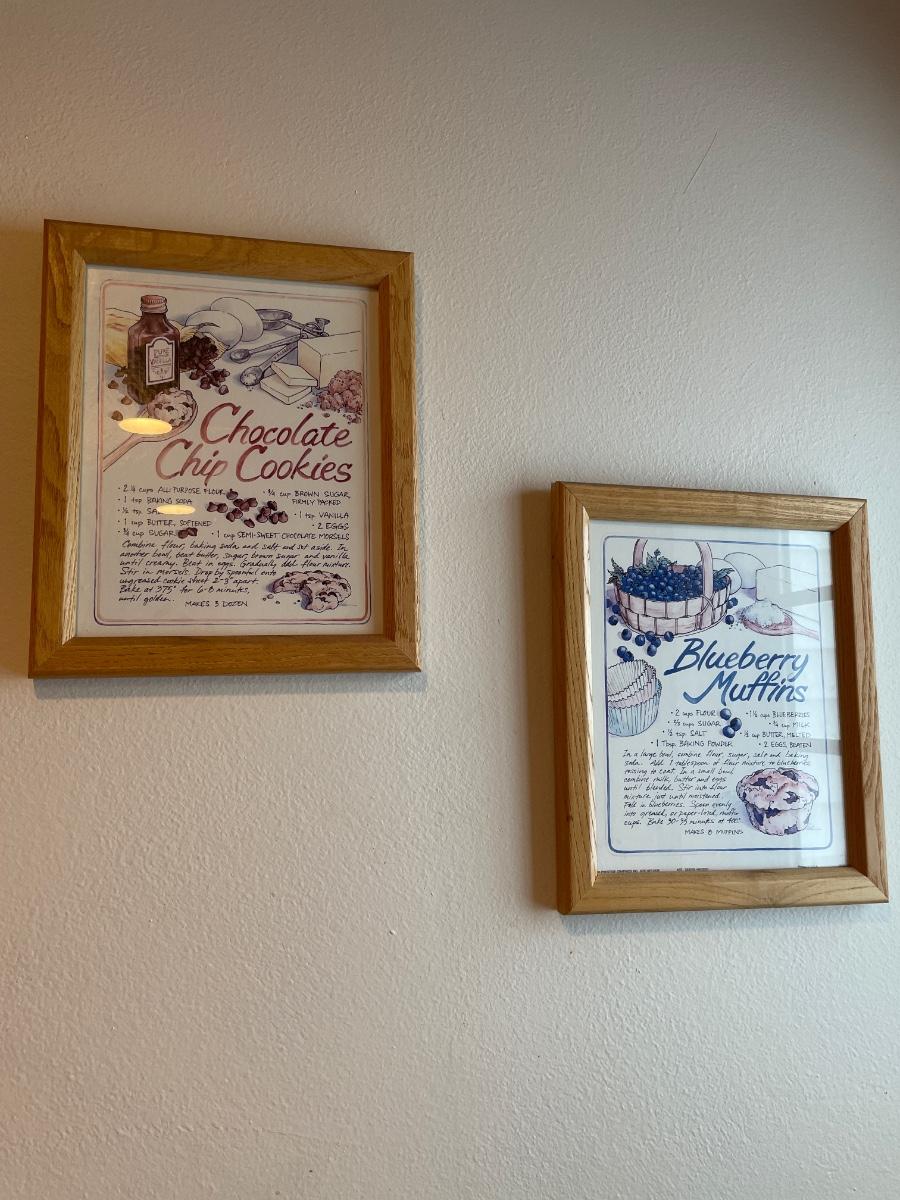 PURE
VANILLA
Chocolate
Chip Cookies
• 2 1/4 cups ALL-PURPOSE FLOUR
• 1 tsp BAKING SODA
• 1/2 tsp
• 1 cup BUTTER, SOFTENED
• 3/4 cup SUGAR
• 3/4 cup BROWN SUGAR,
FIRMLY PACKED
• 1 tsp VANILLA
• 2 EGGS
• 1 cup SEMI-SWEET CHOCOLATE MORSELS
Combine flour, baking soda and salt and set aside. In
another bowl, beat butter, sugar, brown sugar and vanilla
until creamy. Beat in eggs. Gradually add flour mixture.
Stir in morsels. Drop by spoonful onto
ungreased cookie sheet 2-3" apart.
Bake at 375° for 6-8 minutes,
until golden.
MAKES 3 DOZEN
Blueberry
Muffins
• 2 cups FLOUR
• 2/3 cups SUGAR
• 1/2 tsp SALT
• 1 Tbsp BAKING POWDER
• 1 1/2 cups BLUEBERRIES
• 3/4 cup MILK
• 1/2 cup BUTTER, MELTED
• 2 EGGS, BEATEN
In a large bowl, combine flour, sugar, salt and baking
soda. Add 1 tablespoon of flour mixture to blueberries
tossing to coat. In a small bowl
combine milk, butter and eggs
until blended. Stir into flour
mixture just until moistened.
Fold in blueberries. Spoon evenly
into greased, or paper-lined, muffin
cups. Bake 30-35 minutes at 400°
MAKES 8 MUFFINS